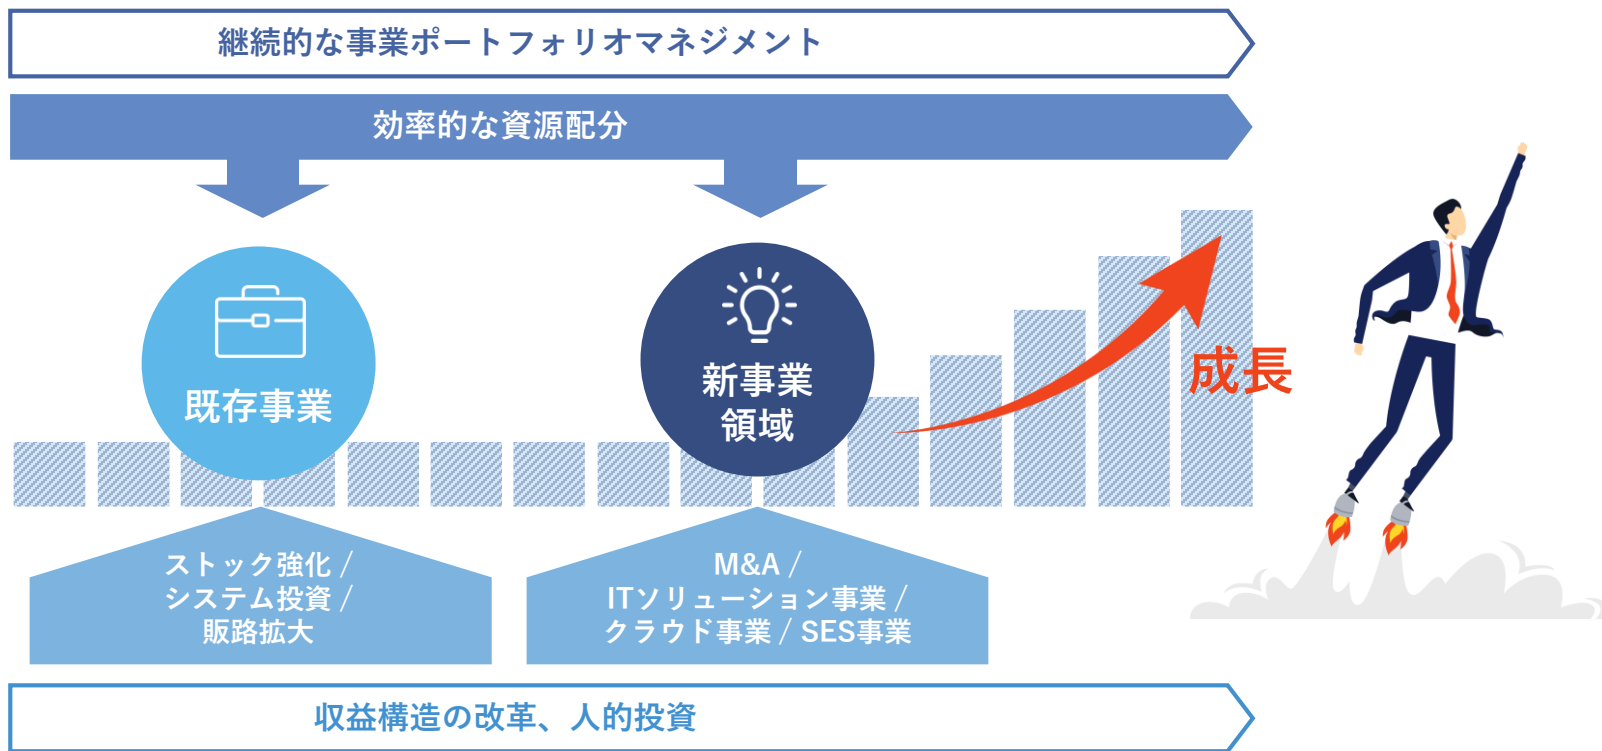 継続的な事業ポートフォリオマネジメント
効率的な資源配分
既存事業
新事業
領域
成長
ストック強化 /
システム投資 /
販路拡大
M&A /
ITソリューション事業 /
クラウド事業 / SES事業
収益構造の改革、人的投資